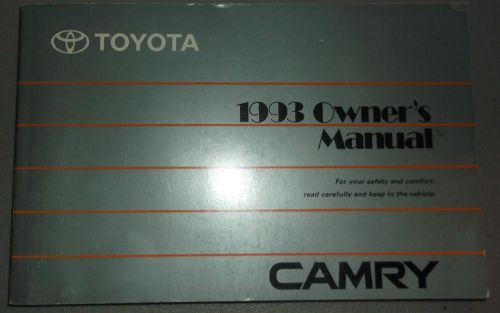 TOYOTA
1993 Owner's
Manual
For your safety and comfort,
read carefully and keep in the vehicle.
CAMRY